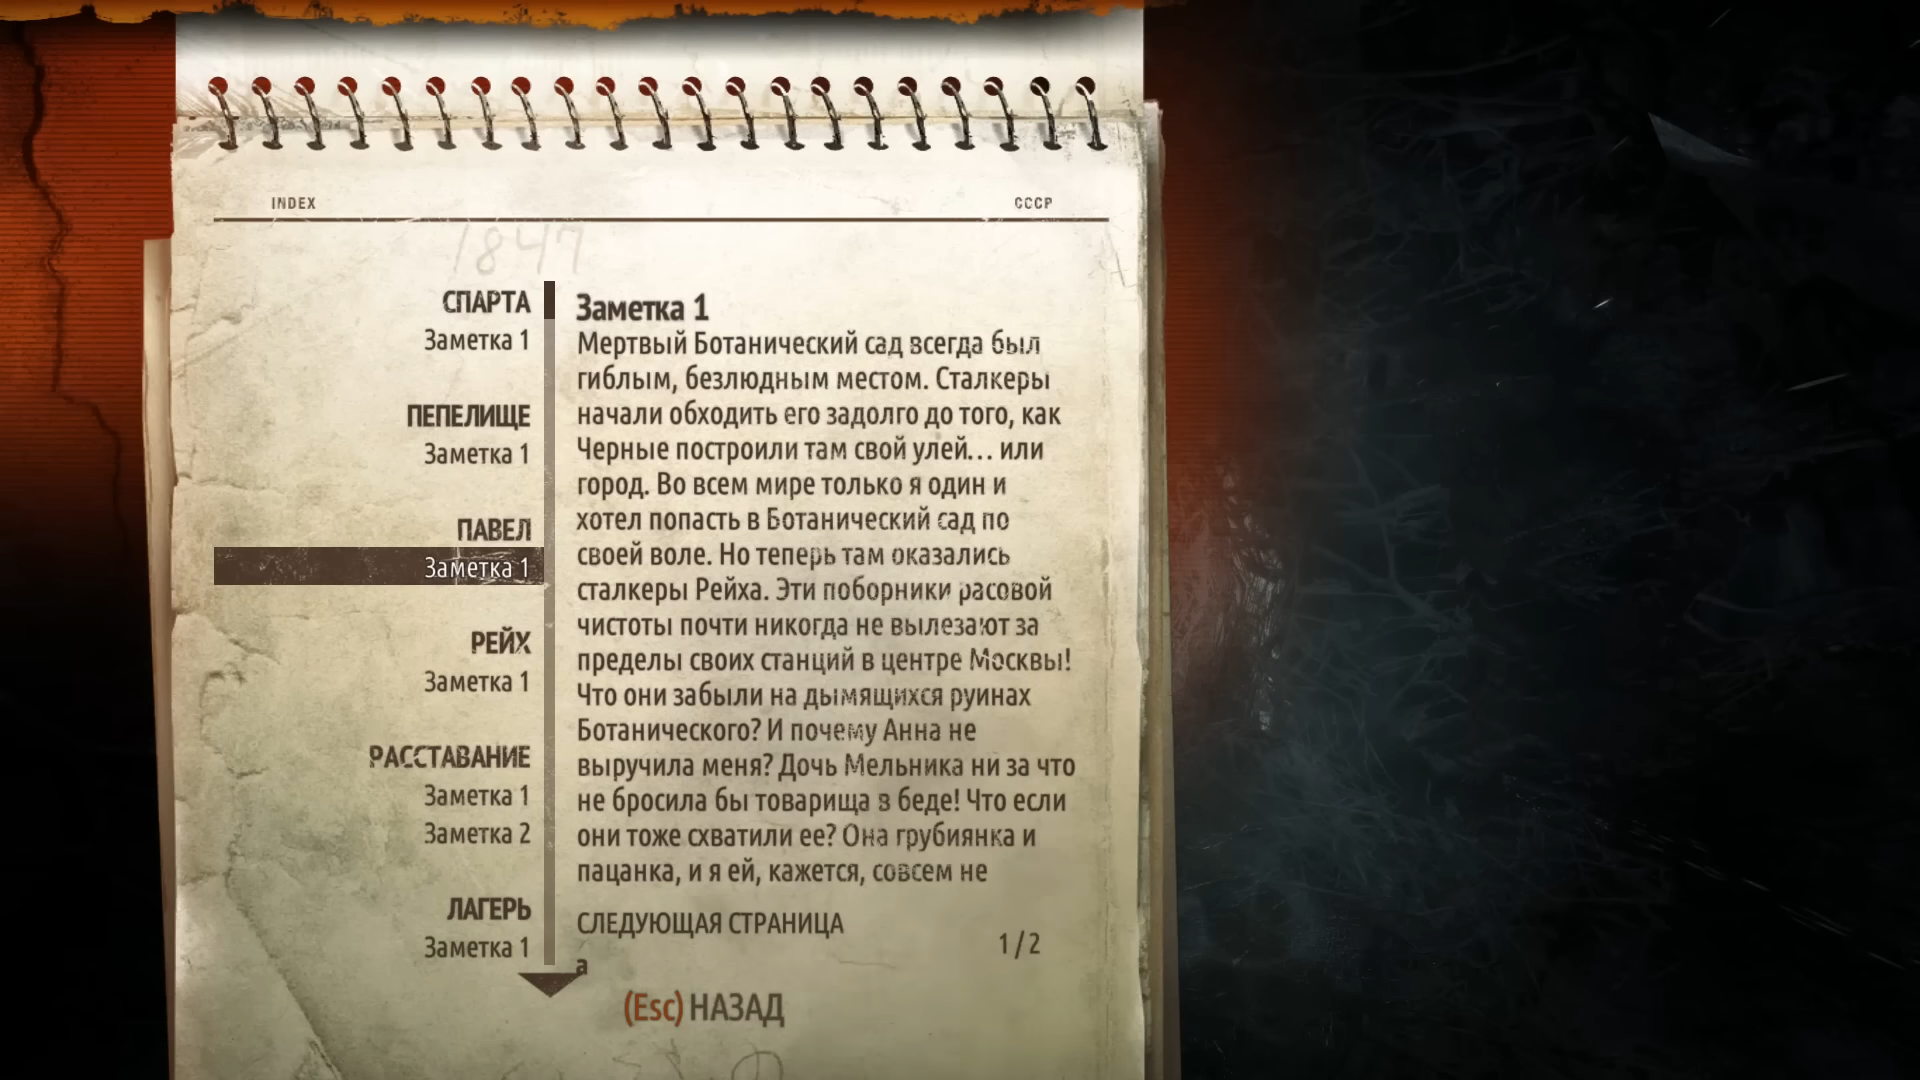 INDEX
СССР
1847
СПАРТА
Заметка 1
ПЕПЕЛИЩЕ
Заметка 1
ПАВЕЛ
Заметка 1
РЕЙХ
Заметка 1
РАССТАВАНИЕ
Заметка 1
Заметка 2
ЛАГЕРЬ
Заметка 1
Заметка 1
Мертвый Ботанический сад всегда был
гиблым, безлюдным местом. Сталкеры
начали обходить его задолго до того, как
Черные построили там свой улей... или
город. Во всем мире только я один и
хотел попасть в Ботанический сад по
своей воле. Но теперь там оказались
сталкеры Рейха. Эти поборники расовой
чистоты почти никогда не вылезают за
пределы своих станций в центре Москвы!
Что они забыли на дымящихся руинах
Ботанического? И почему Анна не
выручила меня? Дочь Мельника ни за что
не бросила бы товарища в беде! Что если
они тоже схватили ее? Она грубиянка и
пацанка, и я ей, кажется, совсем не
СЛЕДУЮЩАЯ СТРАНИЦА
1 / 2
а
(Esc) НАЗАД